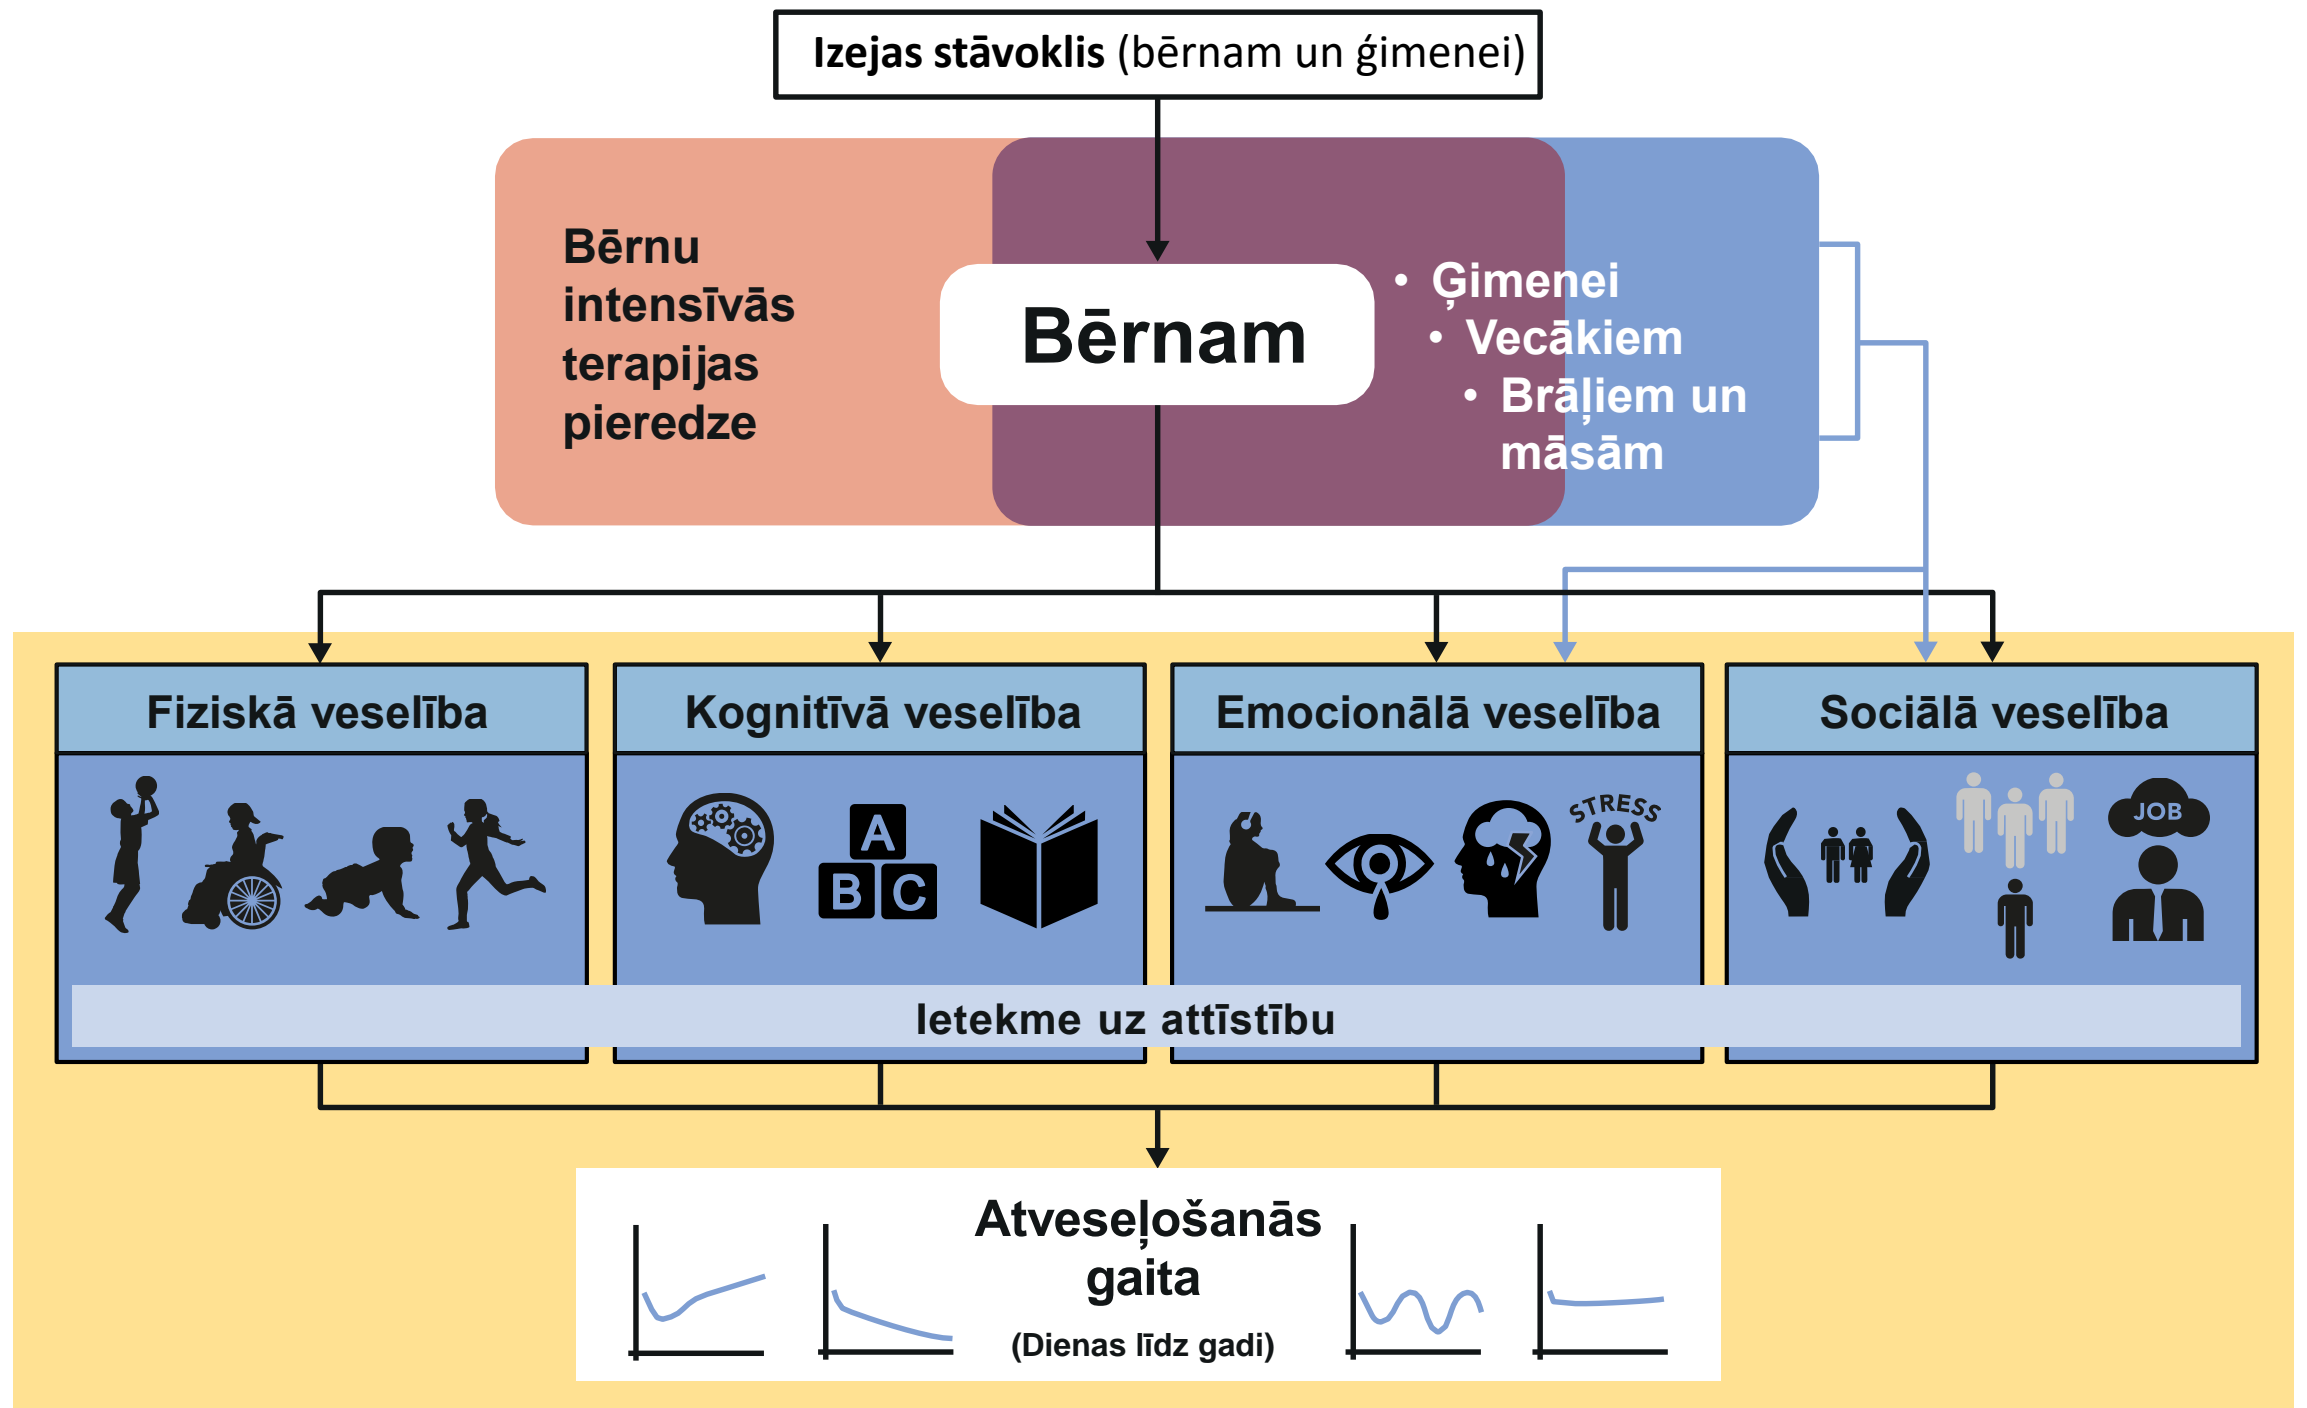 Izejas stāvoklis (bērnam un ģimenei)
Bērnu
intensīvās
terapijas
pieredze
Bērnam
• Ģimenei
• Vecākiem
• Brāļiem un
māsām
Fiziskā veselība
Kognitīvā veselība
Emocionālā veselība
Sociālā veselība
A
B C
STRESS
JOB
Ietekme uz attīstību
Atveseļošanās
gaita
(Dienas līdz gadi)